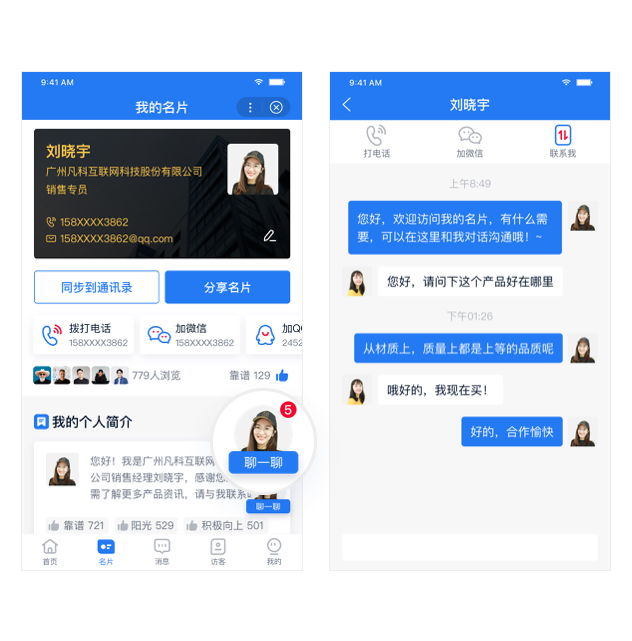 9:41 AM
我的名片
刘晓宇
广州凡科互联网科技股份有限公司
销售专员
158XXXX3862
158XXXX3862@qq.com
同步到通讯录
分享名片
拨打电话
158XXXX3862
加微信
158XXXX3862
加QQ
2452
779人浏览
靠谱 129
我的个人简介
5
聊一聊
您好！我是广州凡科互联网
公司销售经理刘晓宇，感谢您
需了解更多产品资讯，请与我联系
聊一聊
靠谱 721
阳光 529
积极向上 501
首页
名片
消息
访客
我的
9:41 AM
刘晓宇
打电话
加微信
联系我
上午8:49
您好，欢迎访问我的名片，有什么需
要，可以在这里和我对话沟通哦！~
您好，请问下这个产品好在哪里
下午01:26
从材质上，质量上都是上等的品质呢
哦好的，我现在买！
好的，合作愉快